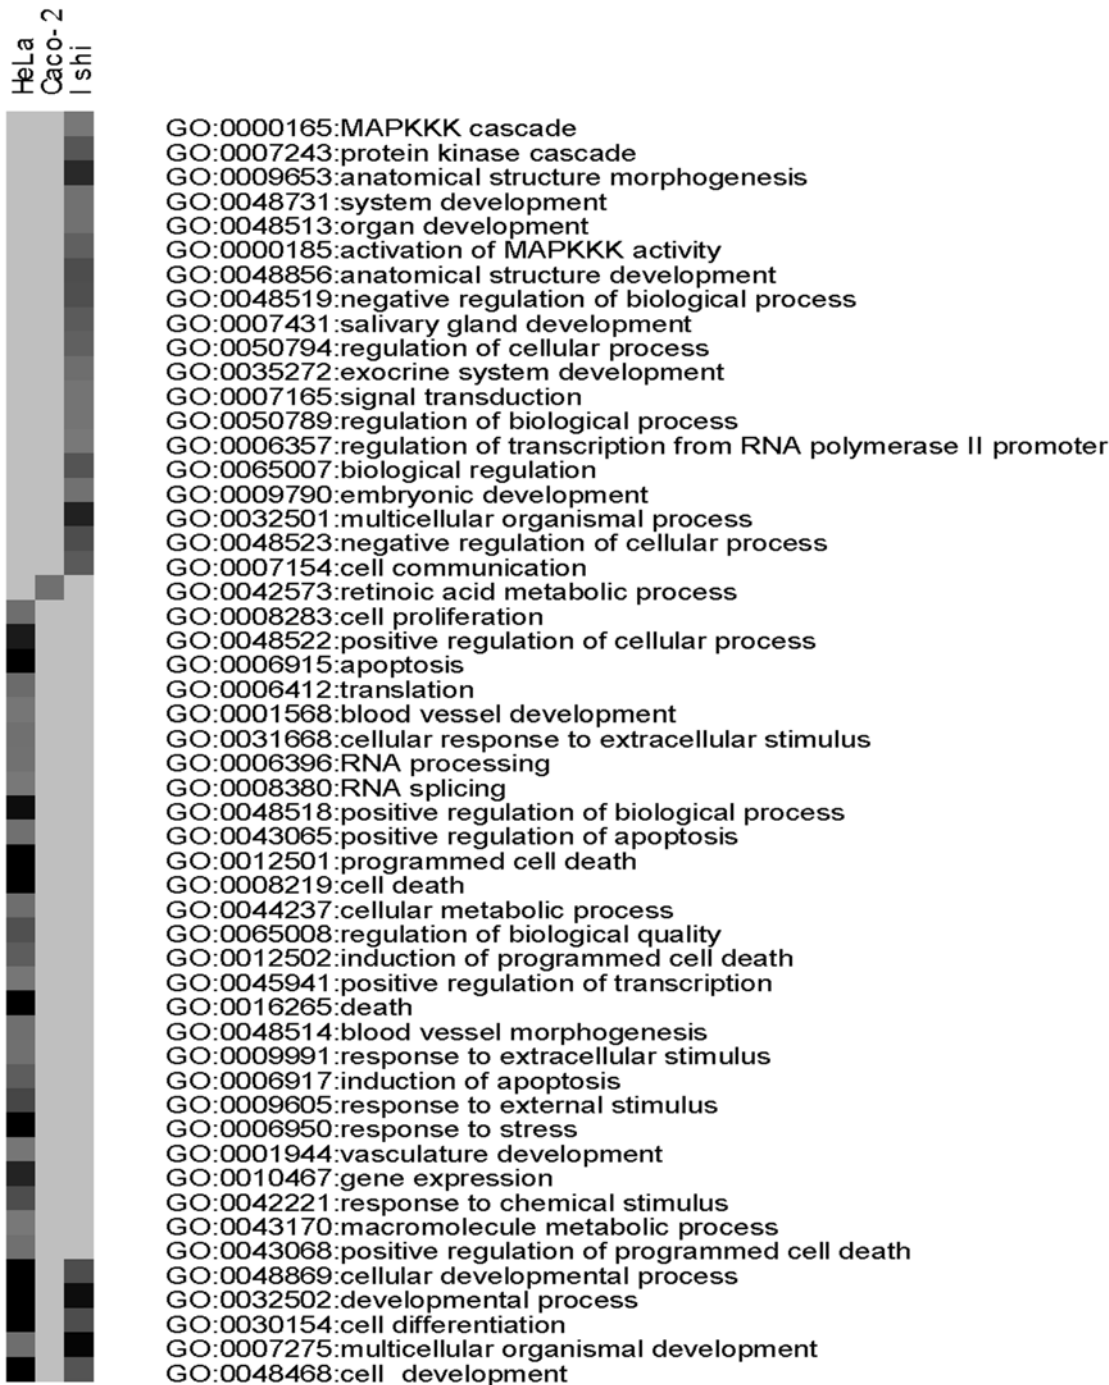 HeLa
Caco-2
Ishi
GO:0000165:MAPKKK cascade
GO:0007243:protein kinase cascade
GO:0009653:anatomical structure morphogenesis
GO:0048731:system development
GO:0048513:organ development
GO:0000185:activation of MAPKKK activity
GO:0048856:anatomical structure development
GO:0048519:negative regulation of biological process
GO:0007431:salivary gland development
GO:0050794:regulation of cellular process
GO:0035272:exocrine system development
GO:0007165:signal transduction
GO:0050789:regulation of biological process
GO:0006357:regulation of transcription from RNA polymerase II promoter
GO:0065007:biological regulation
GO:0009790:embryonic development
GO:0032501:multicellular organismal process
GO:0048523:negative regulation of cellular process
GO:0007154:cell communication
GO:0042573:retinoic acid metabolic process
GO:0008283:cell proliferation
GO:0048522:positive regulation of cellular process
GO:0006915:apoptosis
GO:0006412:translation
GO:0001568:blood vessel development
GO:0031668:cellular response to extracellular stimulus
GO:0006396:RNA processing
GO:0008380:RNA splicing
GO:0048518:positive regulation of biological process
GO:0043065:positive regulation of apoptosis
GO:0012501:programmed cell death
GO:0008219:cell death
GO:0044237:cellular metabolic process
GO:0065008:regulation of biological quality
GO:0012502:induction of programmed cell death
GO:0045941:positive regulation of transcription
GO:0016265:death
GO:0048514:blood vessel morphogenesis
GO:0009991:response to extracellular stimulus
GO:0006917:induction of apoptosis
GO:0009605:response to external stimulus
GO:0006950:response to stress
GO:0001944:vasculature development
GO:0010467:gene expression
GO:0042221:response to chemical stimulus
GO:0043170:macromolecule metabolic process
GO:0043068:positive regulation of programmed cell death
GO:0048869:cellular developmental process
GO:0032502:developmental process
GO:0030154:cell differentiation
GO:0007275:multicellular organismal development
GO:0048468:cell development